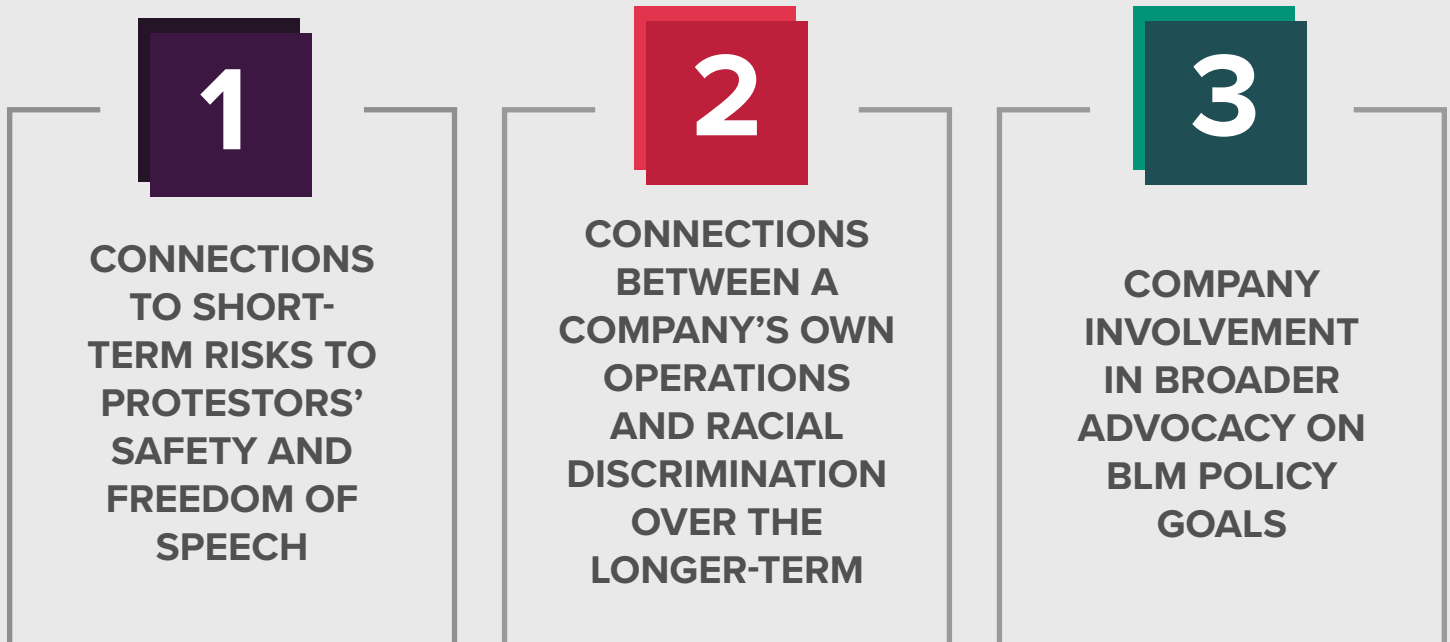 1
CONNECTIONS
TO SHORT-
TERM RISKS TO
PROTESTORS’
SAFETY AND
FREEDOM OF
SPEECH
2
CONNECTIONS
BETWEEN A
COMPANY’S OWN
OPERATIONS
AND RACIAL
DISCRIMINATION
OVER THE
LONGER-TERM
3
COMPANY
INVOLVEMENT
IN BROADER
ADVOCACY ON
BLM POLICY
GOALS